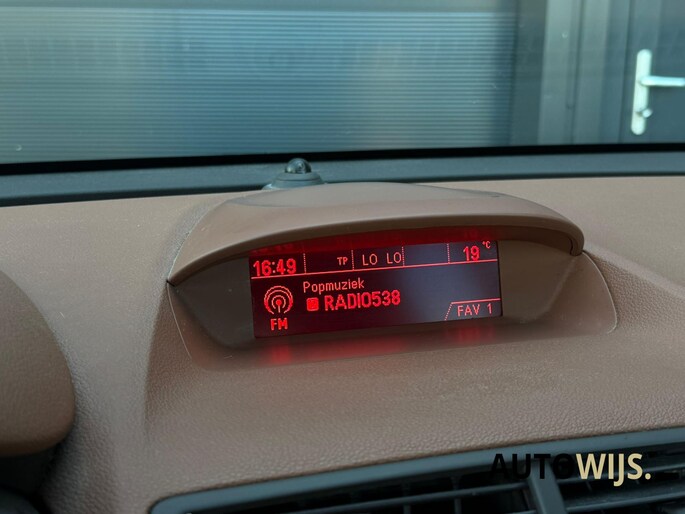 16:49 TP LO LO 19 °C
Popmuziek
RADIO538
FM FAV 1
AUTOWIJS.